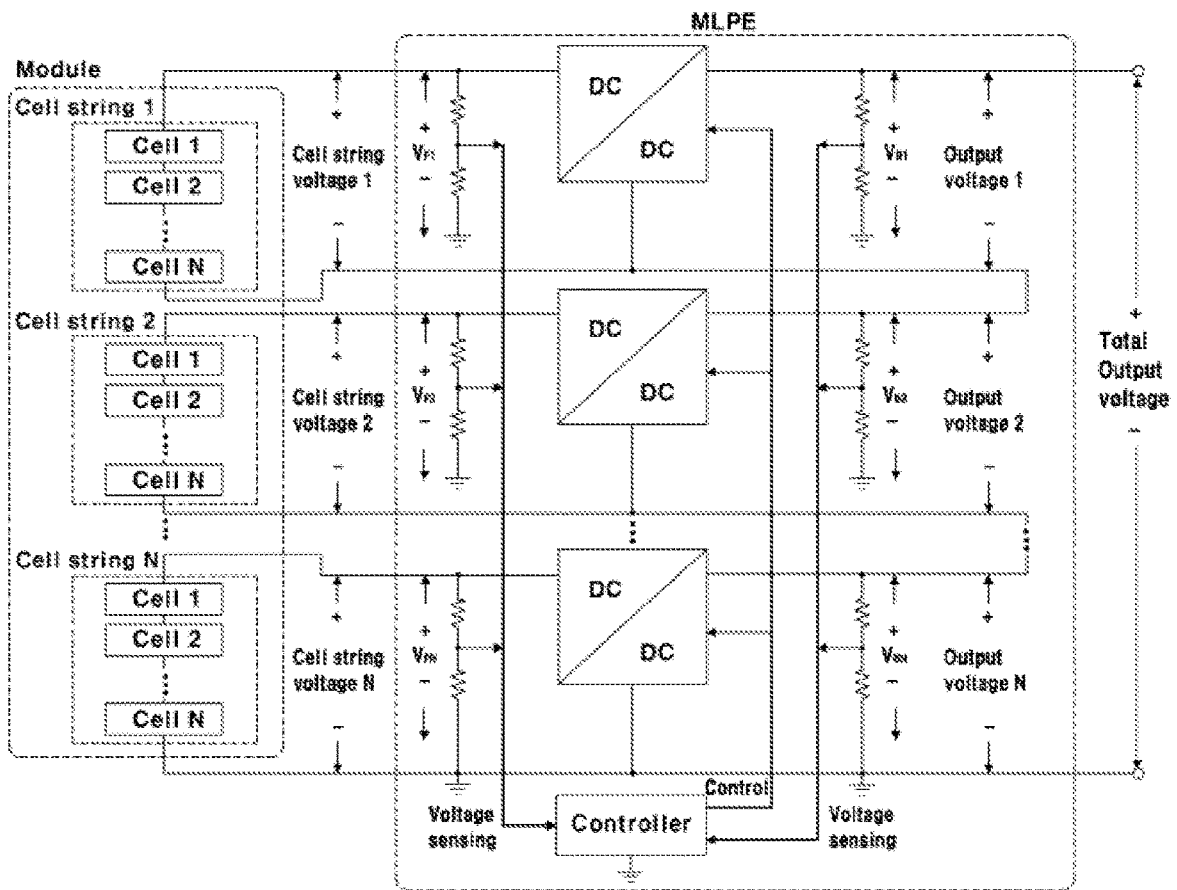 MLPE
Module
Cell string 1
Cell 1
Cell 2
Cell N
Cell string
voltage 1
DC
DC
Output
voltage 1
Cell string 2
Cell 1
Cell 2
Cell N
Cell string
voltage 2
DC
DC
Output
voltage 2
Total
Output
voltage
Cell string N
Cell 1
Cell 2
Cell N
Cell string
voltage N
DC
DC
Output
voltage N
Voltage
sensing
Controller
Control
Voltage
sensing